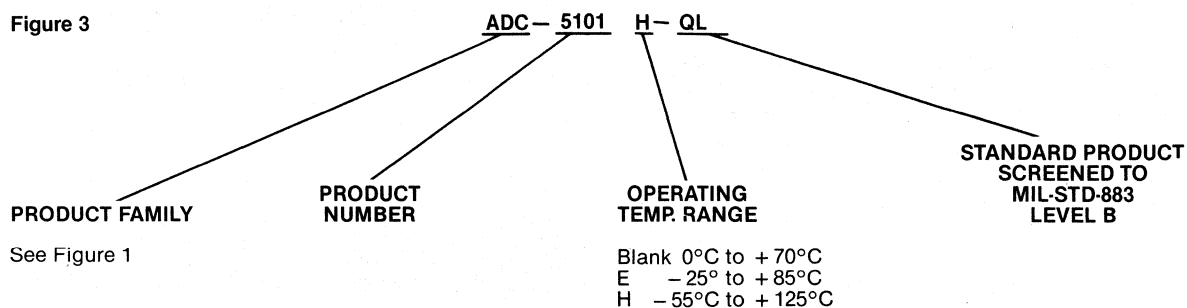 Figure 3
ADC – 5101 H – QL
STANDARD PRODUCT
SCREENED TO
MIL-STD-883
LEVEL B
PRODUCT FAMILY
PRODUCT
NUMBER
OPERATING
TEMP. RANGE
See Figure 1
Blank 0°C to +70°C
E –25° to +85°C
H –55°C to +125°C